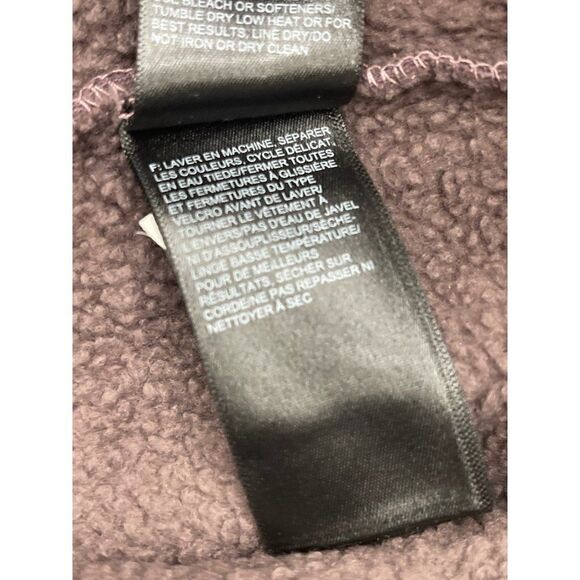 BLEACH OR SOFTENERS/
TUMBLE DRY LOW HEAT OR FOR
BEST RESULTS, LINE DRY/DO
NOT IRON OR DRY CLEAN
F: LAVER EN MACHINE, SÉPARER
LES COULEURS, CYCLE DÉLICAT,
EN EAU TIEDE/FERMER TOUTES
LES FERMETURES À GLISSIÈRE
ET FERMETURES DU TYPE
VELCRO AVANT DE LAVER/
TOURNER LE VÊTEMENT À
L'ENVERS/PAS D'EAU DE JAVEL
NI D'ASSOUPLISSEUR/SÈCHE-
LINGE BASSE TEMPÉRATURE/
POUR DE MEILLEURS
RÉSULTATS, SÉCHER SUR
CORDE/NE PAS REPASSER NI
NETTOYER À SEC